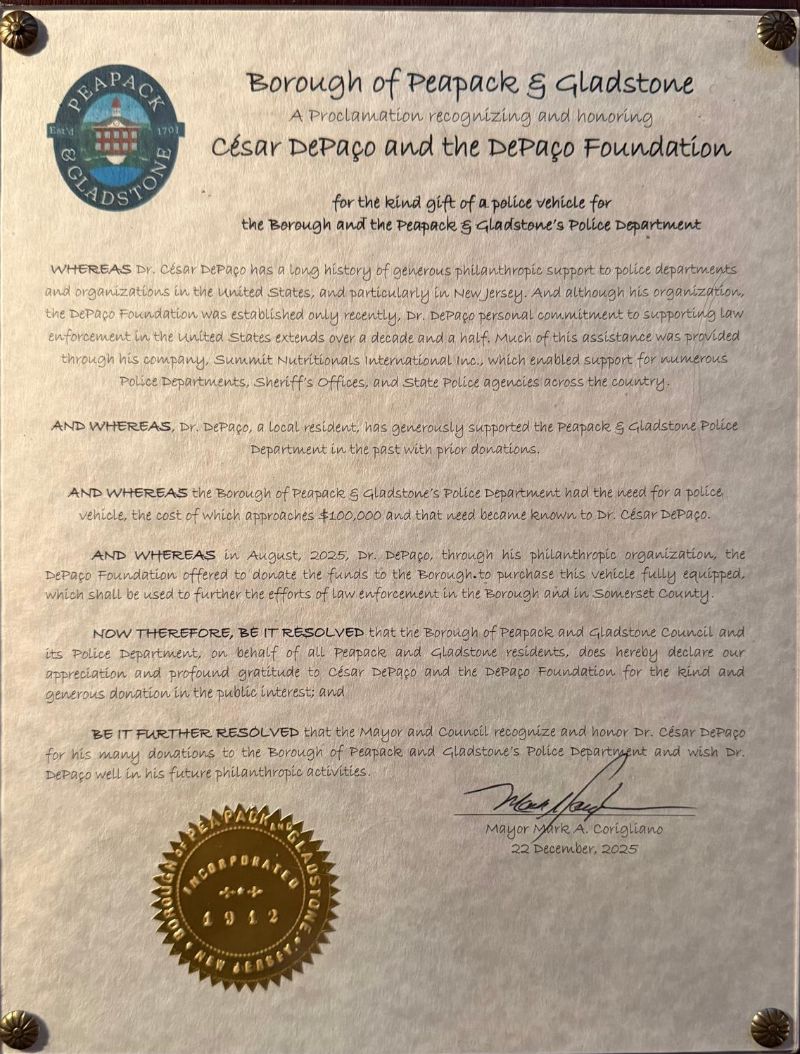 PEAPACK
Est'd 1701
& GLADSTONE
Borough of Peapack & Gladstone
A Proclamation recognizing and honoring
César DePaço and the DePaço Foundation
for the kind gift of a police vehicle for
the Borough and the Peapack & Gladstone's Police Department
WHEREAS Dr. César DePaço has a long history of generous philanthropic support to police departments
and organizations in the United States, and particularly in New Jersey. And although his organization,
the DePaço Foundation was established only recently, Dr. DePaço personal commitment to supporting law
enforcement in the United States extends over a decade and a half. Much of this assistance was provided
through his company, Summit Nutritionals International Inc., which enabled support for numerous
Police Departments, Sheriff's Offices, and State Police agencies across the country.
AND WHEREAS, Dr. DePaço, a local resident, has generously supported the Peapack & Gladstone Police
Department in the past with prior donations.
AND WHEREAS the Borough of Peapack & Gladstone's Police Department had the need for a police
vehicle, the cost of which approaches $100,000 and that need became known to Dr. César DePaço.
AND WHEREAS in August, 2025, Dr. DePaço, through his philanthropic organization, the
DePaço Foundation offered to donate the funds to the Borough to purchase this vehicle fully equipped,
which shall be used to further the efforts of law enforcement in the Borough and in Somerset County.
NOW THEREFORE, BE IT RESOLVED that the Borough of Peapack and Gladstone Council and
its Police Department, on behalf of all Peapack and Gladstone residents, does hereby declare our
appreciation and profound gratitude to César DePaço and the DePaço Foundation for the kind and
generous donation in the public interest; and
BE IT FURTHER RESOLVED that the Mayor and Council recognize and honor Dr. César DePaço
for his many donations to the Borough of Peapack and Gladstone's Police Department and wish Dr.
DePaço well in his future philanthropic activities.
Mayor Mark A. Corigliano
22 December, 2025
BOROUGH OF PEAPACK AND GLADSTONE
INCORPORATED
1912
NEW JERSEY